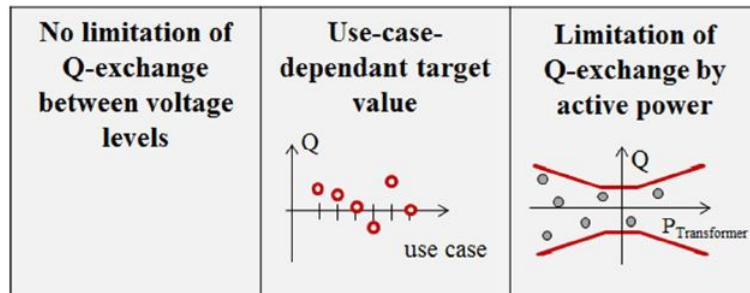 No limitation of
Q-exchange
between voltage
levels
Use-case-
dependant target
value
Q
use case
Limitation of
Q-exchange by
active power
Q
PTransformer